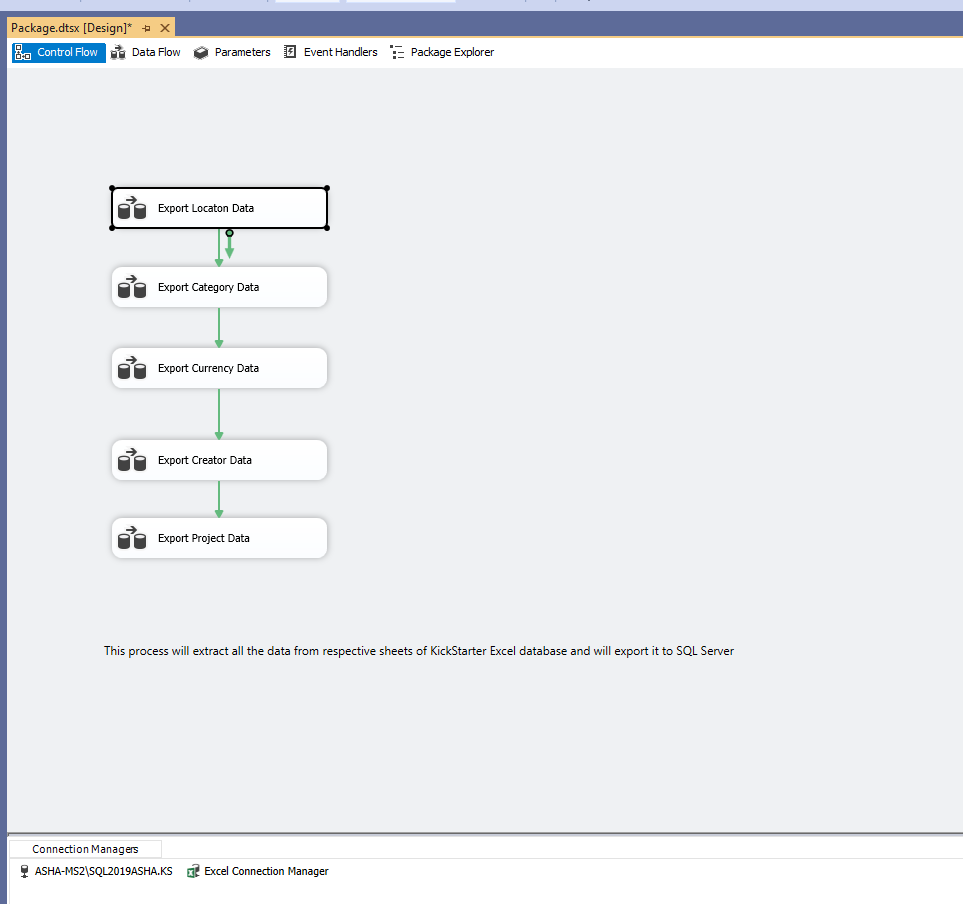 Package.dtsx [Design]*
Control Flow Data Flow Parameters Event Handlers Package Explorer
Export Locaton Data
Export Category Data
Export Currency Data
Export Creator Data
Export Project Data
This process will extract all the data from respective sheets of KickStarter Excel database and will export it to SQL Server
Connection Managers
ASHA-MS2\SQL2019ASHA.KS Excel Connection Manager